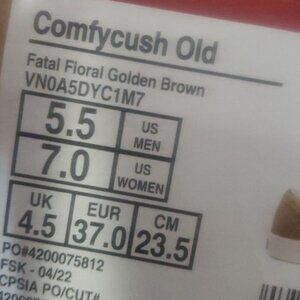 Comfycush Old
Fatal Floral Golden Brown
VN0A5DYC1M7
5.5 US MEN
7.0 US WOMEN
UK EUR CM
4.5 37.0 23.5
PO#4200075812
FSK - 04/22
CPSIA PO/CUT#